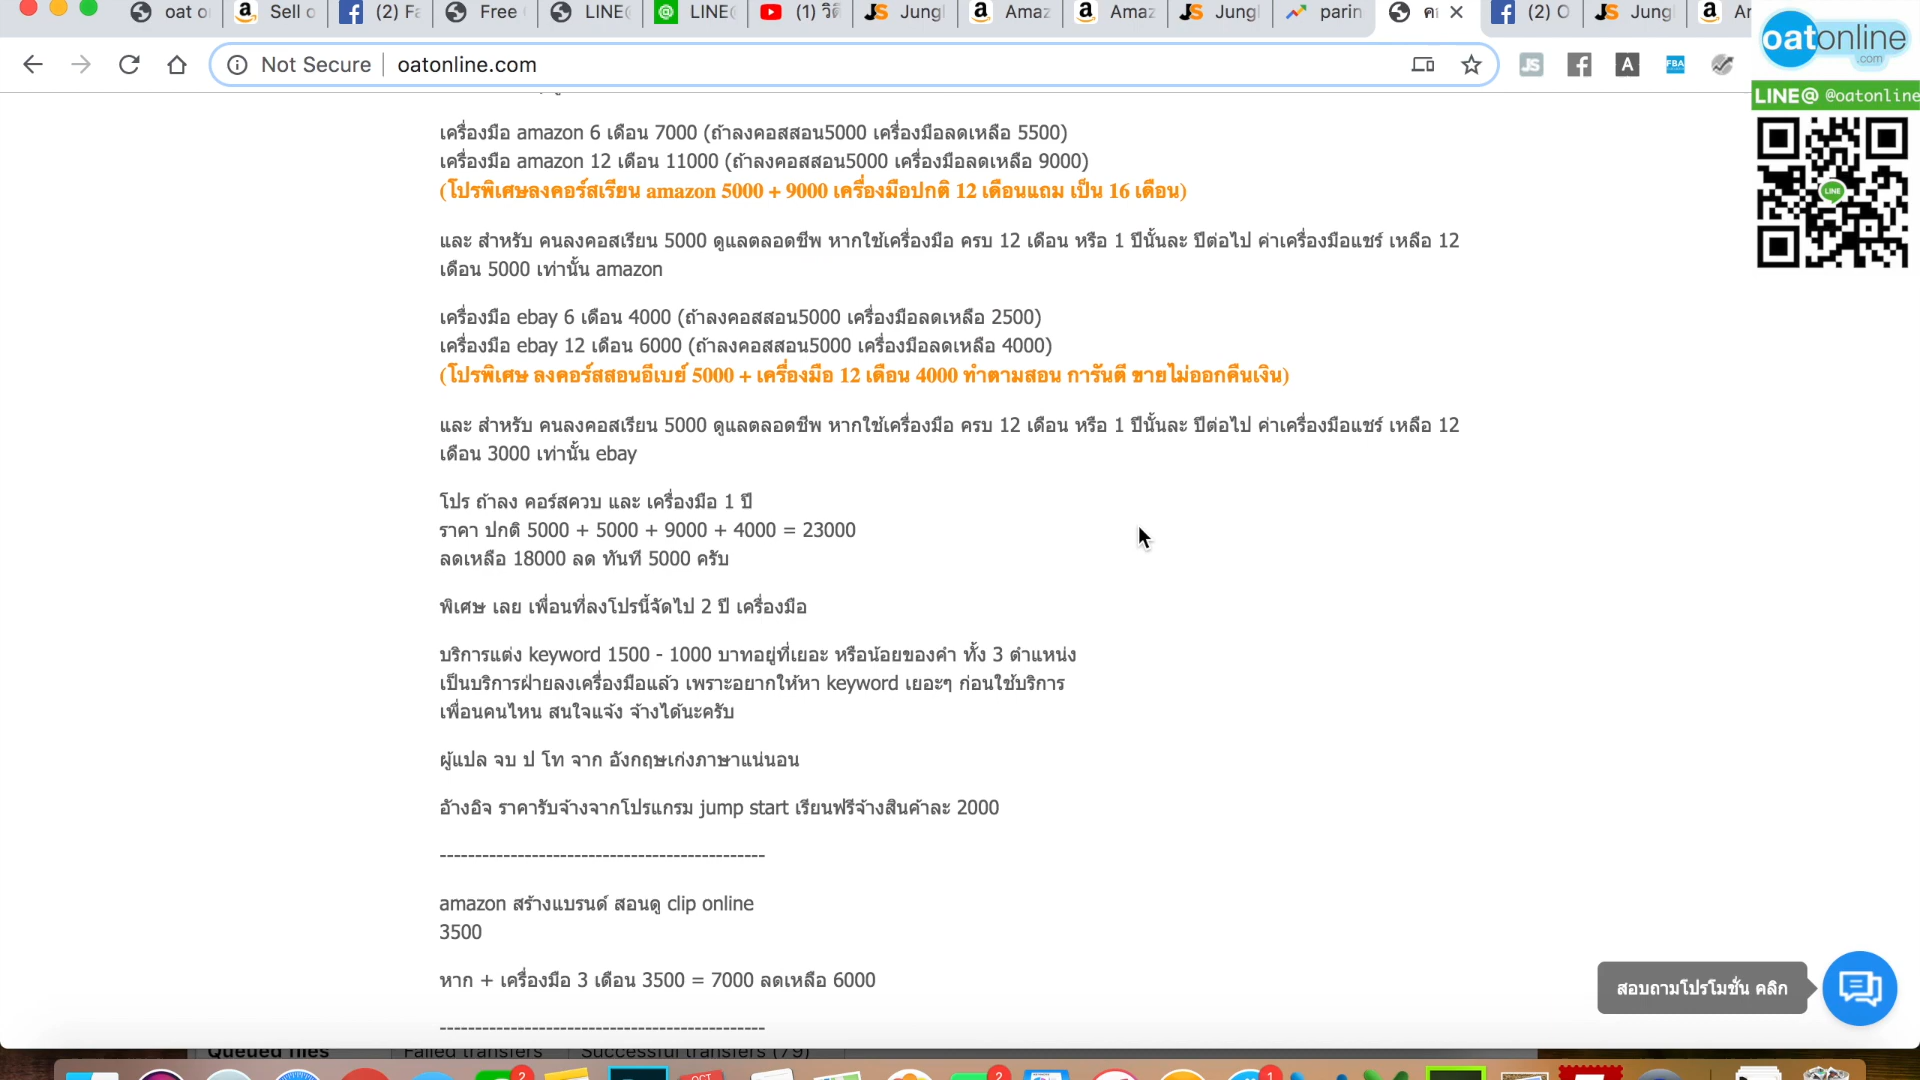 oat o
Sell o
(2) Fa
Free
LINE@
LINE@
(1) วิดี
Jungl
Amaz
Amaz
Jungl
parin
คะ
(2) O
Jungl
Ar
Not Secure
oatonline.com
oatonline
.com
LINE@ @oatonline
LINE
เครื่องมือ amazon 6 เดือน 7000 (ถ้าลงคอสสอน5000 เครื่องมือลดเหลือ 5500)
เครื่องมือ amazon 12 เดือน 11000 (ถ้าลงคอสสอน5000 เครื่องมือลดเหลือ 9000)
(โปรพิเศษลงคอร์สเรียน amazon 5000 + 9000 เครื่องมือปกติ 12 เดือนแถม เป็น 16 เดือน)
และ สำหรับ คนลงคอสเรียน 5000 ดูแลตลอดชีพ หากใช้เครื่องมือ ครบ 12 เดือน หรือ 1 ปีนั้นละ ปีต่อไป ค่าเครื่องมือแชร์ เหลือ 12
เดือน 5000 เท่านั้น amazon
เครื่องมือ ebay 6 เดือน 4000 (ถ้าลงคอสสอน5000 เครื่องมือลดเหลือ 2500)
เครื่องมือ ebay 12 เดือน 6000 (ถ้าลงคอสสอน5000 เครื่องมือลดเหลือ 4000)
(โปรพิเศษ ลงคอร์สสอนอีเบย์ 5000 + เครื่องมือ 12 เดือน 4000 ทำตามสอน การันตี ขายไม่ออกคืนเงิน)
และ สำหรับ คนลงคอสเรียน 5000 ดูแลตลอดชีพ หากใช้เครื่องมือ ครบ 12 เดือน หรือ 1 ปีนั้นละ ปีต่อไป ค่าเครื่องมือแชร์ เหลือ 12
เดือน 3000 เท่านั้น ebay
โปร ถ้าลง คอร์สควบ และ เครื่องมือ 1 ปี
ราคา ปกติ 5000 + 5000 + 9000 + 4000 = 23000
ลดเหลือ 18000 ลด ทันที 5000 ครับ
พิเศษ เลย เพื่อนที่ลงโปรนี้จัดไป 2 ปี เครื่องมือ
บริการแต่ง keyword 1500 - 1000 บาทอยู่ที่เยอะ หรือน้อยของคำ ทั้ง 3 ตำแหน่ง
เป็นบริการฝ่ายลงเครื่องมือแล้ว เพราะอยากให้หา keyword เยอะๆ ก่อนใช้บริการ
เพื่อนคนไหน สนใจแจ้ง จ้างได้นะครับ
ผู้แปล จบ ป โท จาก อังกฤษเก่งภาษาแน่นอน
อ้างอิจ ราคารับจ้างจากโปรแกรม jump start เรียนฟรีจ้างสินค้าละ 2000
----------------------------------------------
amazon สร้างแบรนด์ สอนดู clip online
3500
หาก + เครื่องมือ 3 เดือน 3500 = 7000 ลดเหลือ 6000
----------------------------------------------
สอบถามโปรโมชั่น คลิก
Queued files
Failed transfers
Successful transfers (79)